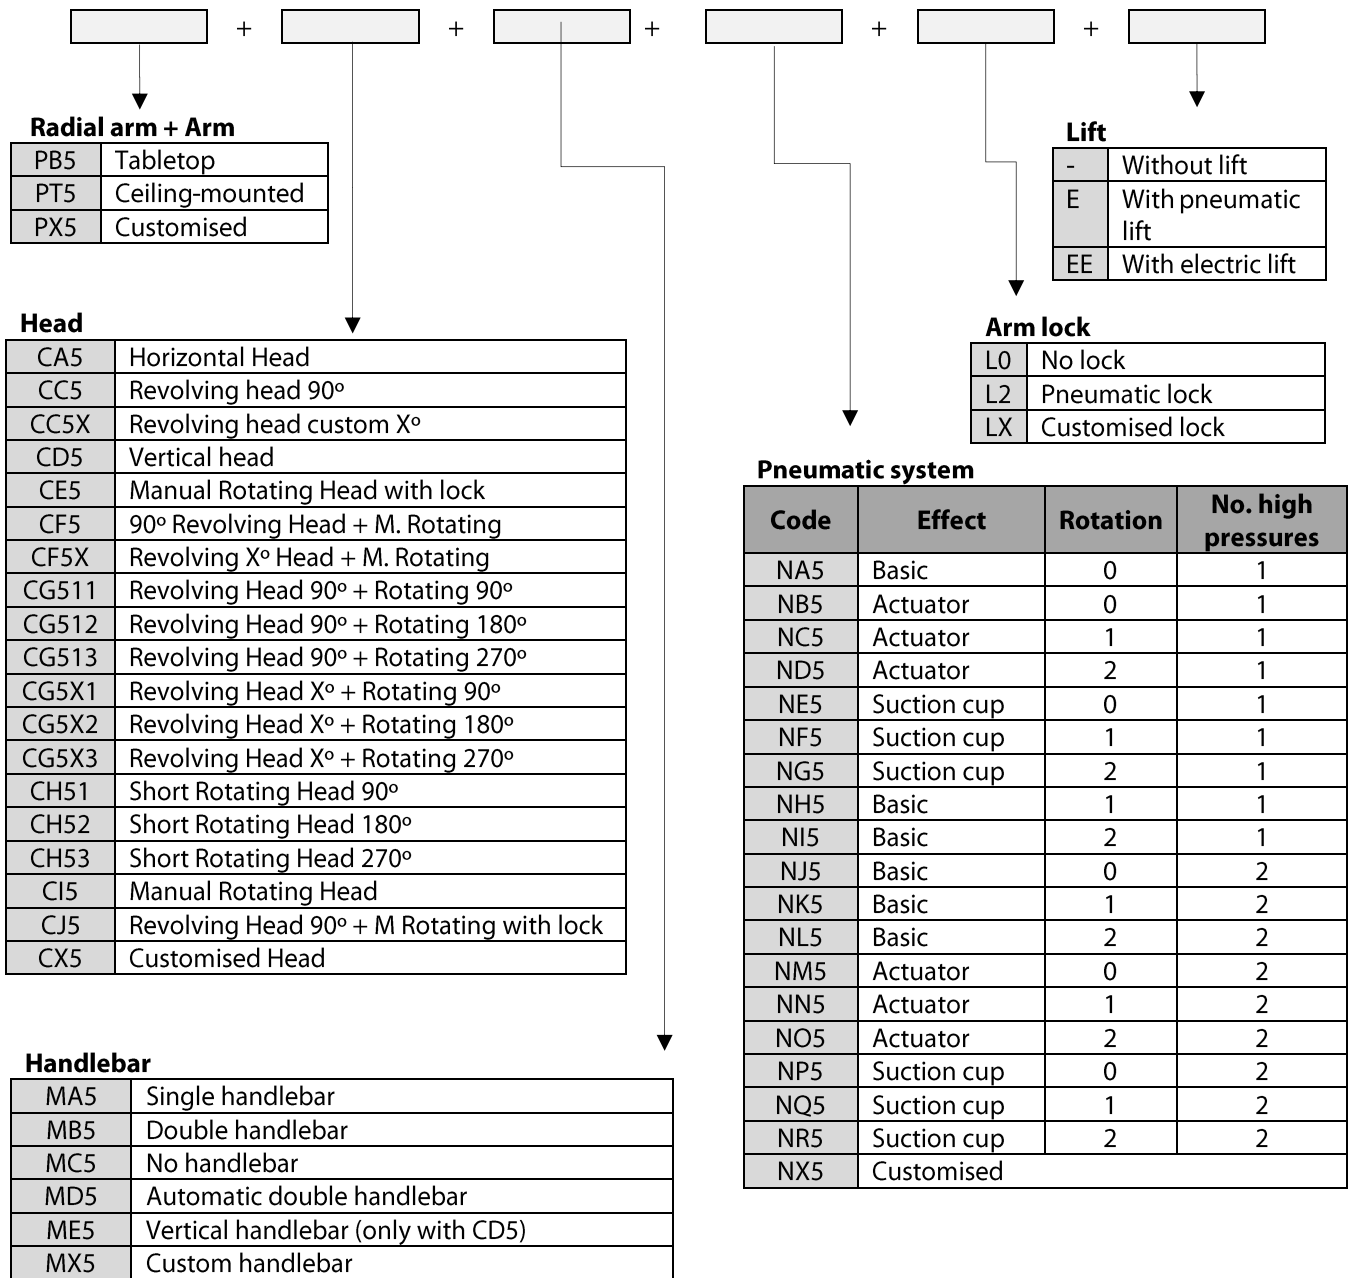 + + + + +
Radial arm + Arm
PB5 Tabletop
PT5 Ceiling-mounted
PX5 Customised
Lift
- Without lift
E With pneumatic
lift
EE With electric lift
Head
CA5 Horizontal Head
CC5 Revolving head 90º
CC5X Revolving head custom Xº
CD5 Vertical head
CE5 Manual Rotating Head with lock
CF5 90º Revolving Head + M. Rotating
CF5X Revolving Xº Head + M. Rotating
CG511 Revolving Head 90º + Rotating 90º
CG512 Revolving Head 90º + Rotating 180º
CG513 Revolving Head 90º + Rotating 270º
CG5X1 Revolving Head Xº + Rotating 90º
CG5X2 Revolving Head Xº + Rotating 180º
CG5X3 Revolving Head Xº + Rotating 270º
CH51 Short Rotating Head 90º
CH52 Short Rotating Head 180º
CH53 Short Rotating Head 270º
CI5 Manual Rotating Head
CJ5 Revolving Head 90º + M Rotating with lock
CX5 Customised Head
Arm lock
L0 No lock
L2 Pneumatic lock
LX Customised lock
Pneumatic system
Code Effect Rotation No. high
pressures
NA5 Basic 0 1
NB5 Actuator 0 1
NC5 Actuator 1 1
ND5 Actuator 2 1
NE5 Suction cup 0 1
NF5 Suction cup 1 1
NG5 Suction cup 2 1
NH5 Basic 1 1
NI5 Basic 2 1
NJ5 Basic 0 2
NK5 Basic 1 2
NL5 Basic 2 2
NM5 Actuator 0 2
NN5 Actuator 1 2
NO5 Actuator 2 2
NP5 Suction cup 0 2
NQ5 Suction cup 1 2
NR5 Suction cup 2 2
NX5 Customised
Handlebar
MA5 Single handlebar
MB5 Double handlebar
MC5 No handlebar
MD5 Automatic double handlebar
ME5 Vertical handlebar (only with CD5)
MX5 Custom handlebar